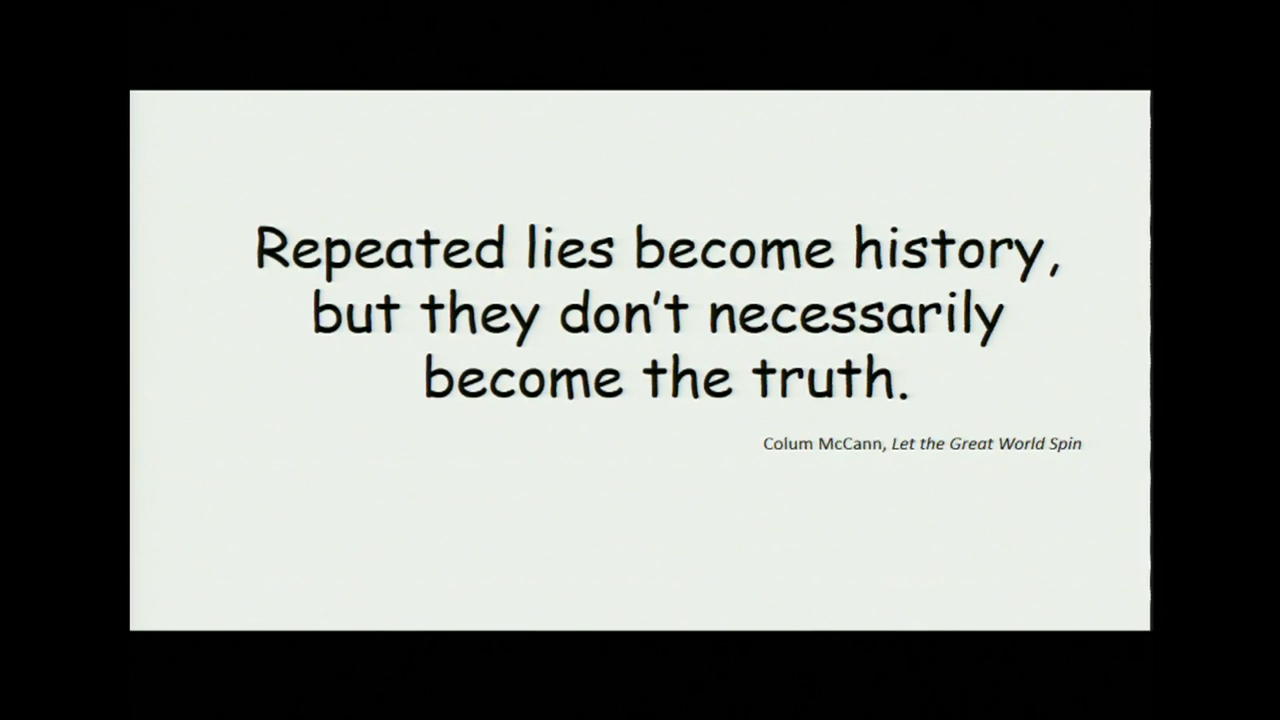 Repeated lies become history,
but they don't necessarily
become the truth.
Colum McCann, Let the Great World Spin